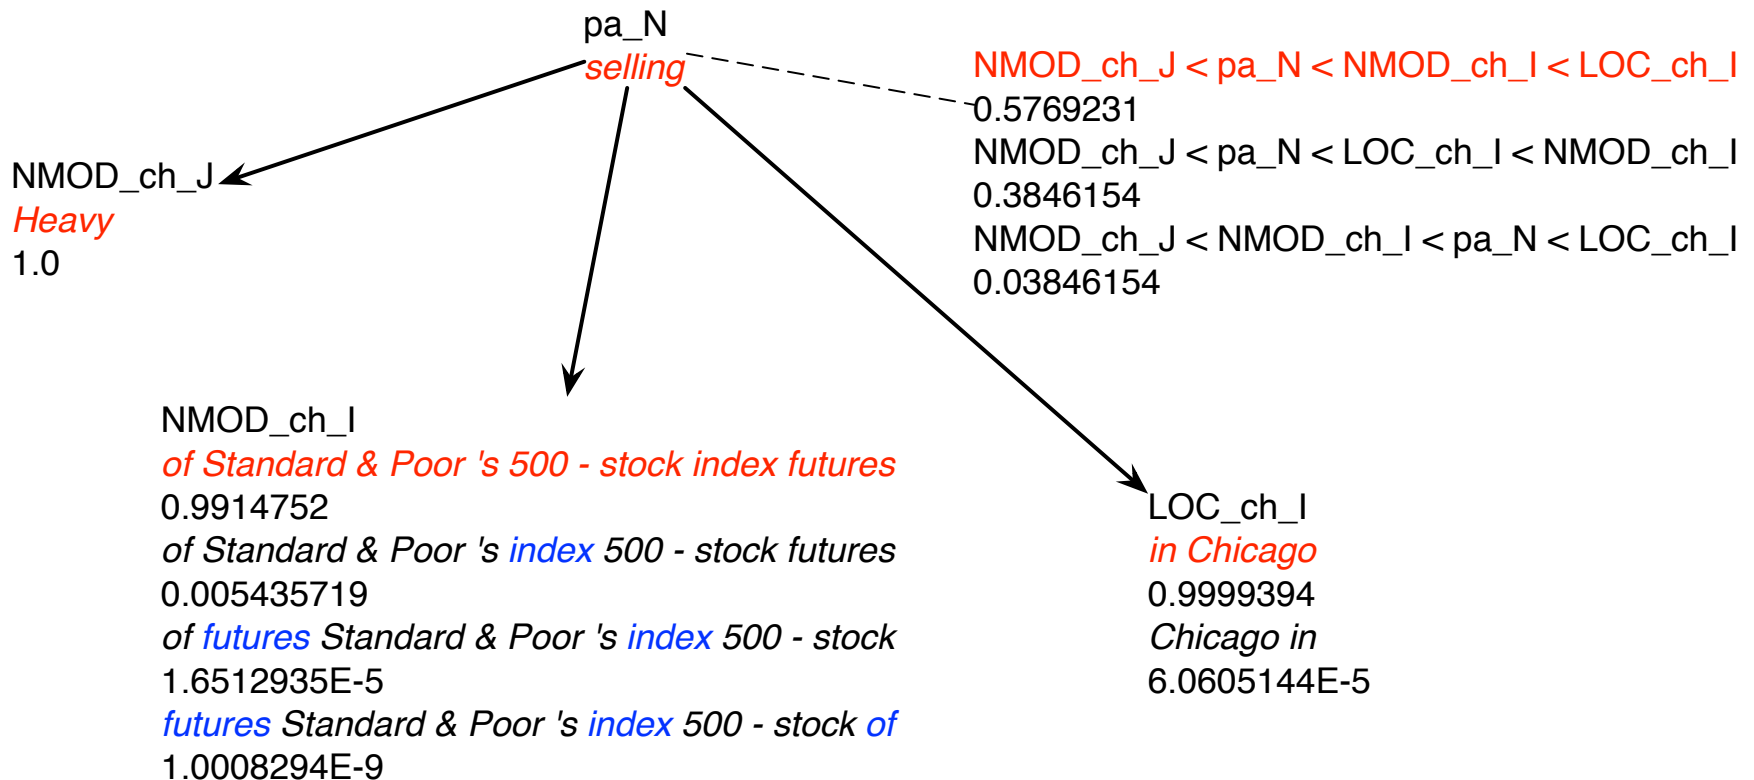 pa_N
selling
NMOD_ch_J < pa_N < NMOD_ch_I < LOC_ch_I
0.5769231
NMOD_ch_J < pa_N < LOC_ch_I < NMOD_ch_I
0.3846154
NMOD_ch_J < NMOD_ch_I < pa_N < LOC_ch_I
0.03846154
NMOD_ch_J
Heavy
1.0
NMOD_ch_I
of Standard & Poor 's 500 - stock index futures
0.9914752
of Standard & Poor 's index 500 - stock futures
0.005435719
of futures Standard & Poor 's index 500 - stock
1.6512935E-5
futures Standard & Poor 's index 500 - stock of
1.0008294E-9
LOC_ch_I
in Chicago
0.9999394
Chicago in
6.0605144E-5